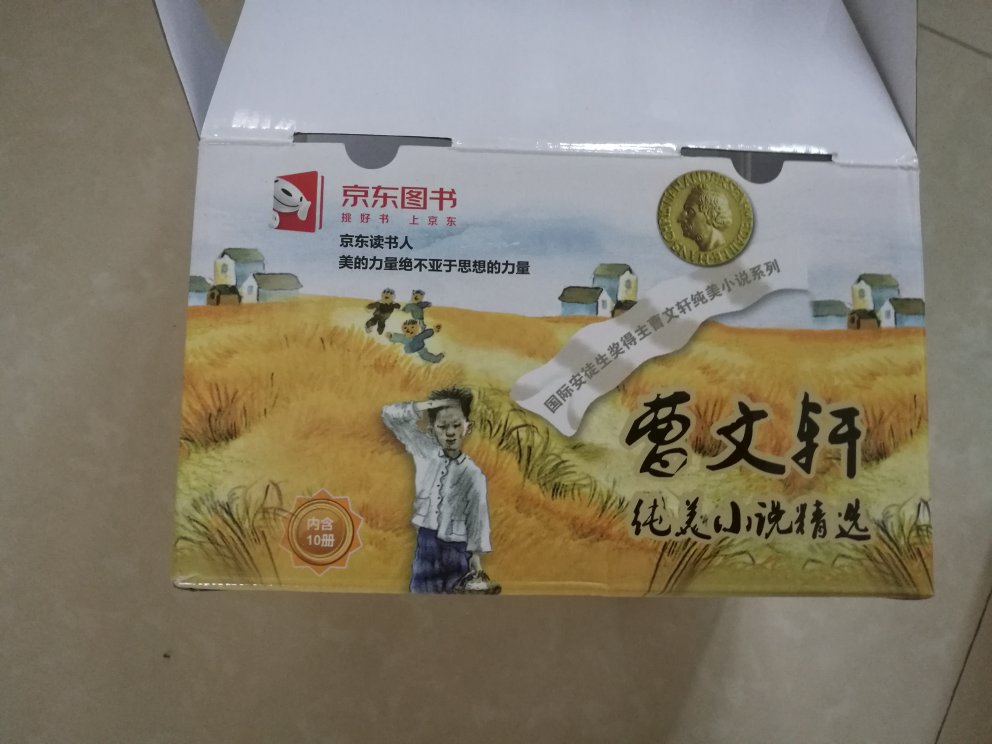 京东图书
挑好书 上京东
京东读书人
美的力量绝不亚于思想的力量
国际安徒生奖得主曹文轩纯美小说系列
曹文轩
纯美小说精选
内含
10册